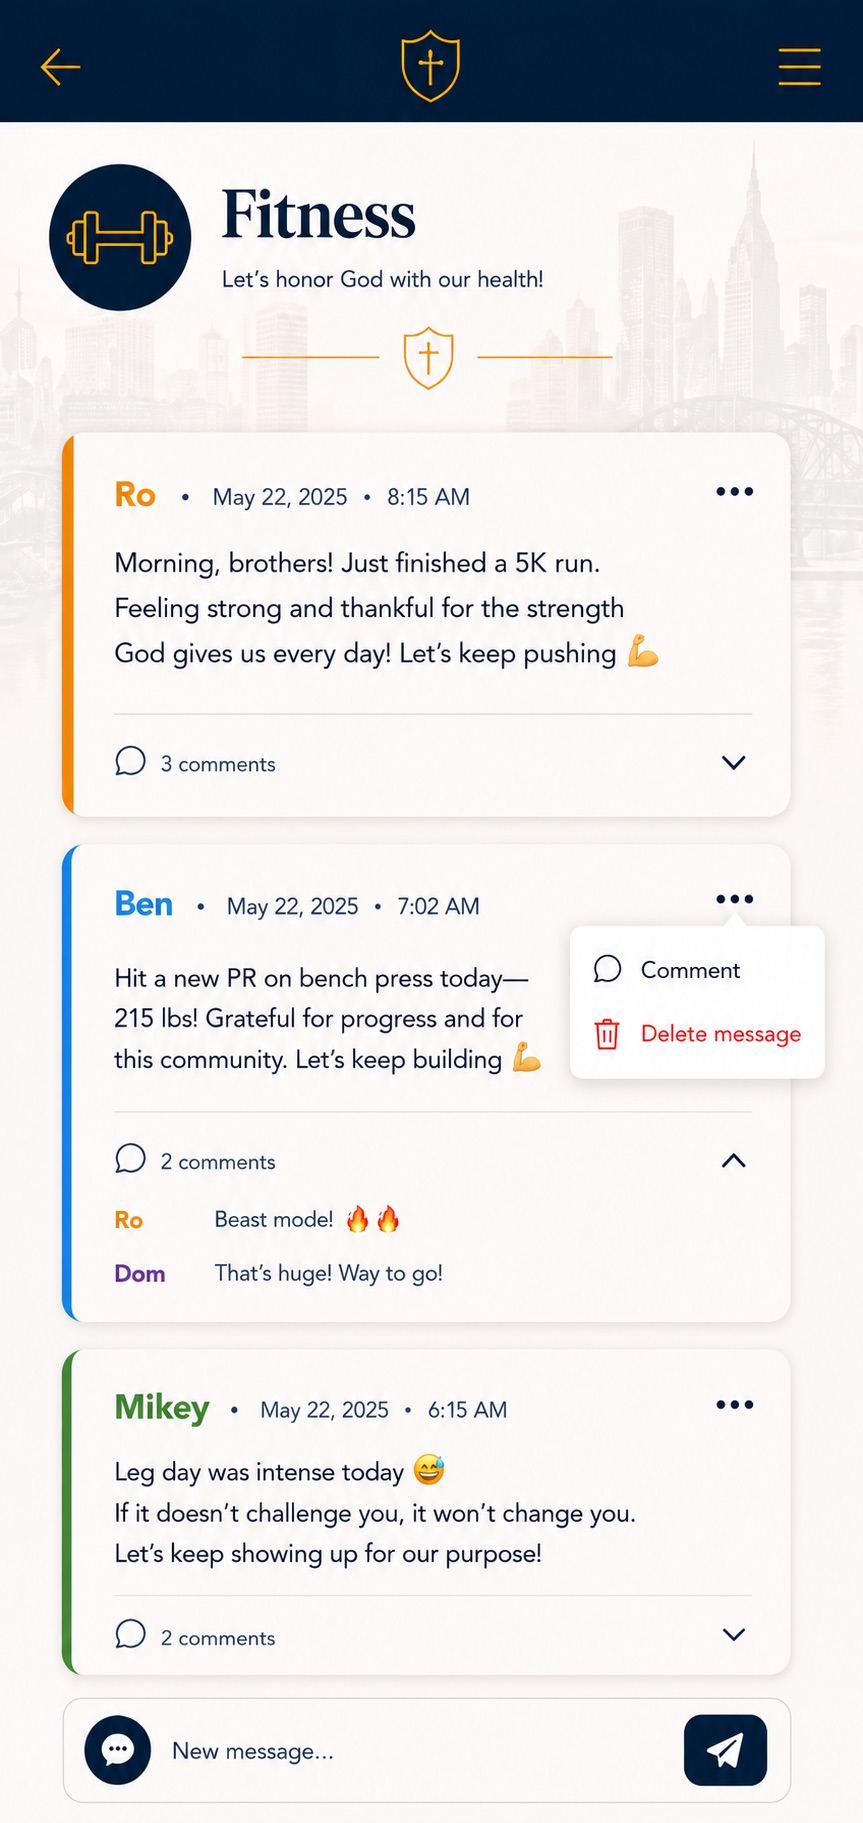 Fitness
Let’s honor God with our health!
Ro • May 22, 2025 • 8:15 AM
Morning, brothers! Just finished a 5K run.
Feeling strong and thankful for the strength
God gives us every day! Let’s keep pushing 💪
3 comments
Ben • May 22, 2025 • 7:02 AM
Hit a new PR on bench press today—
215 lbs! Grateful for progress and for
this community. Let’s keep building 💪
Comment
Delete message
2 comments
Ro Beast mode! 🔥🔥
Dom That’s huge! Way to go!
Mikey • May 22, 2025 • 6:15 AM
Leg day was intense today 😅
If it doesn’t challenge you, it won’t change you.
Let’s keep showing up for our purpose!
2 comments
New message...